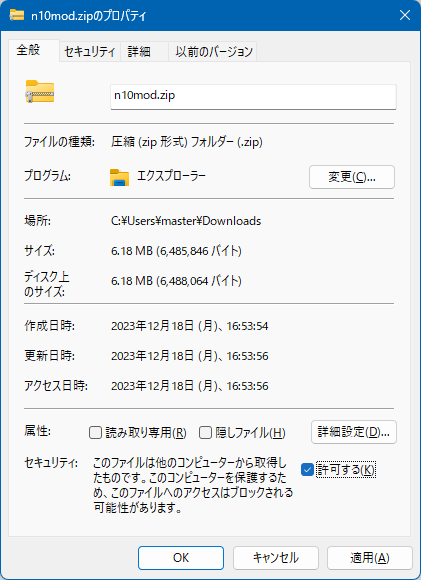 n10mod.zipのプロパティ
全般 セキュリティ 詳細 以前のバージョン
n10mod.zip
ファイルの種類: 圧縮 (zip 形式) フォルダー (.zip)
プログラム: エクスプローラー 変更(C)...
場所: C:¥Users¥master¥Downloads
サイズ: 6.18 MB (6,485,846 バイト)
ディスク上
のサイズ: 6.18 MB (6,488,064 バイト)
作成日時: 2023年12月18日 (月)、16:53:54
更新日時: 2023年12月18日 (月)、16:53:56
アクセス日時: 2023年12月18日 (月)、16:53:56
属性: 読み取り専用(R) 隠しファイル(H) 詳細設定(D)...
セキュリティ: このファイルは他のコンピューターから取得し
たものです。このコンピューターを保護するた
め、このファイルへのアクセスはブロックされる
可能性があります。
許可する(K)
OK キャンセル 適用(A)